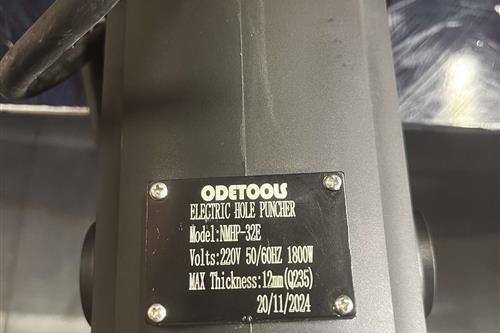 ODETOOLS
ELECTRIC HOLE PUNCHER
Model:NMHP-32E
Volts:220V 50/60HZ 1800W
MAX Thickness:12mm(Q235)
20/11/2024